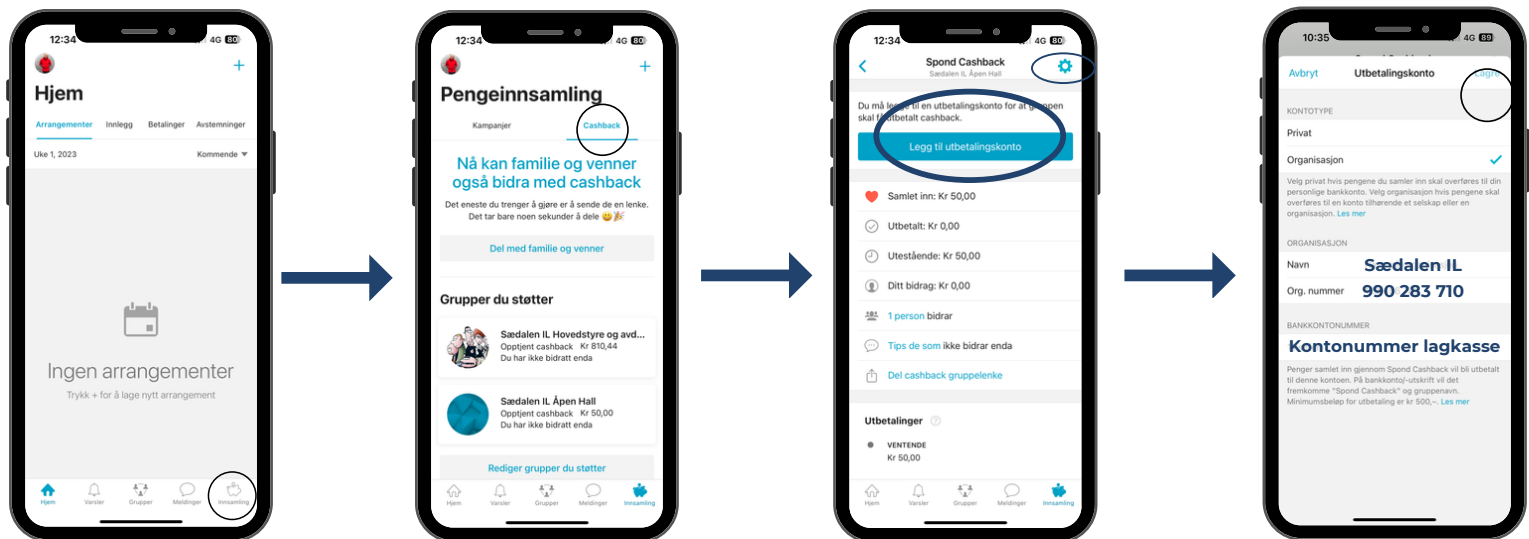 12:34
4G 80
+
Hjem
Arrangementer Innlegg Betalinger Avstemninger
Uke 1, 2023 Kommende
Ingen arrangementer
Trykk + for å lage nytt arrangement
Hjem Varsler Grupper Meldinger Innsamling
12:34
4G 80
+
Pengeinnsamling
Kampanjer Cashback
Nå kan familie og venner
også bidra med cashback
Det eneste du trenger å gjøre er å sende de en lenke.
Det tar bare noen sekunder å dele 😀🎉
Del med familie og venner
Grupper du støtter
Sædalen IL Hovedstyre og avd...
Opptjent cashback Kr 810,44
Du har ikke bidratt enda
Sædalen IL Åpen Hall
Opptjent cashback Kr 50,00
Du har ikke bidratt enda
Rediger grupper du støtter
Hjem Varsler Grupper Meldinger Innsamling
12:34
4G 80
Spond Cashback
Sædalen IL Åpen Hall
Du må legge til en utbetalingskonto for at gruppen
skal få utbetalt cashback.
Legg til utbetalingskonto
Samlet inn: Kr 50,00
Utbetalt: Kr 0,00
Utestående: Kr 50,00
Ditt bidrag: Kr 0,00
1 person bidrar
Tips de som ikke bidrar enda
Del cashback gruppelenke
Utbetalinger ?
VENTENDE
Kr 50,00
Hjem Varsler Grupper Meldinger Innsamling
10:35
4G 89
Avbryt Utbetalingskonto Lagre
KONTOTYPE
Privat
Organisasjon
Velg privat hvis pengene du samler inn skal overføres til din
personlige bankkonto. Velg organisasjon hvis pengene skal
overføres til en konto tilhørende et selskap eller en
organisasjon. Les mer
ORGANISASJON
Navn Sædalen IL
Org. nummer 990 283 710
BANKKONTONUMMER
Kontonummer lagkasse
Penger samlet inn gjennom Spond Cashback vil bli utbetalt
til denne kontoen. På bankkonto/-utskrift vil det
fremkomme "Spond Cashback" og gruppenavn.
Minimumsbeløp for utbetaling er kr 500,–. Les mer